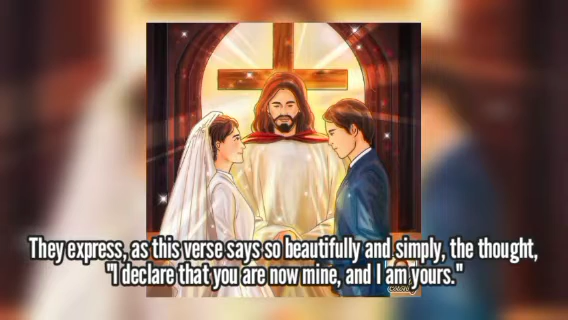 They express, as this verse says so beautifully and simply, the thought,
"I declare that you are now mine, and I am yours."